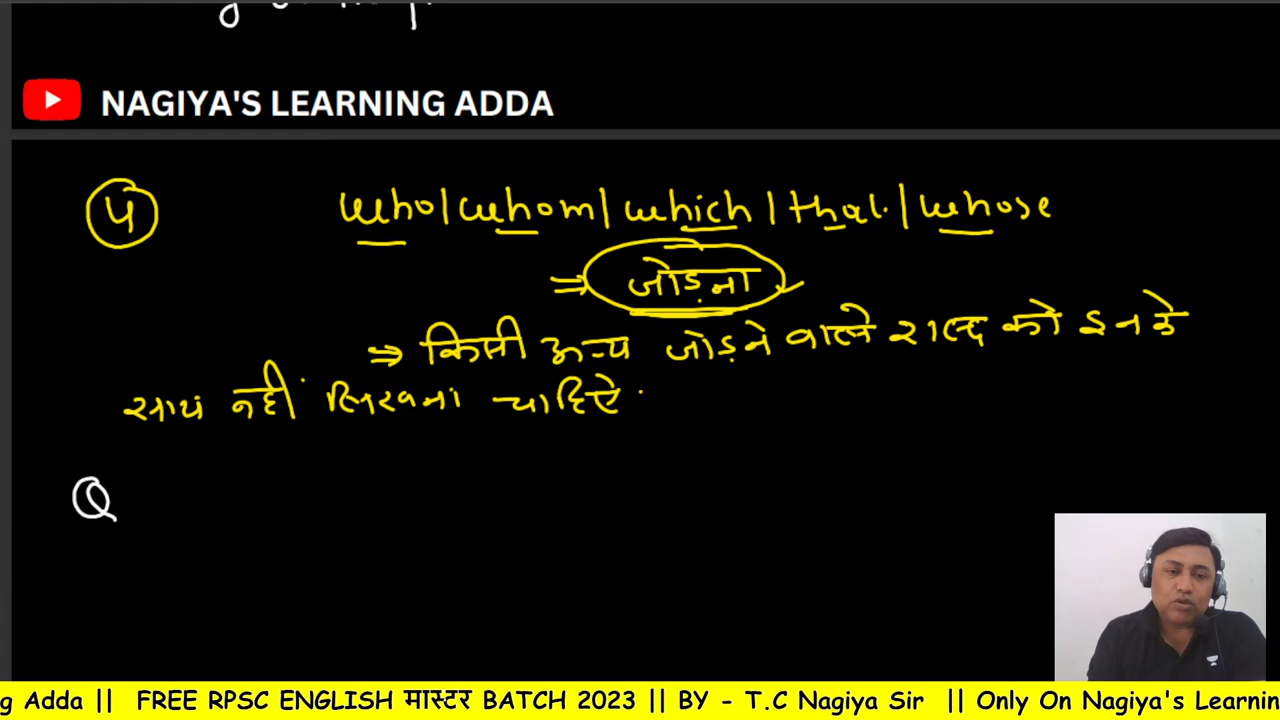 NAGIYA'S LEARNING ADDA
५ who/whom/which/that/whose
⇒ जोड़ना
⇒ किसी अन्य जोड़ने वाले शब्द को इनके
साथ नहीं लिखना चाहिऐ.
Q
g Adda || FREE RPSC ENGLISH मास्टर BATCH 2023 || BY - T.C Nagiya Sir || Only On Nagiya's Learnin